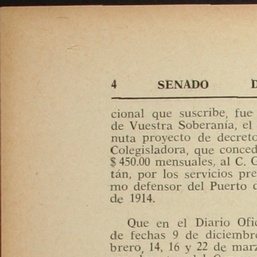 4 SENADO D
cional que suscribe, fue
de Vuestra Soberanía, el
nuta proyecto de decreto
Colegisladora, que conced
$ 450.00 mensuales, al C. C
tán, por los servicios pre
mo defensor del Puerto d
de 1914.
Que en el Diario Ofic
de fechas 9 de diciembr
brero, 14, 16 y 22 de marz